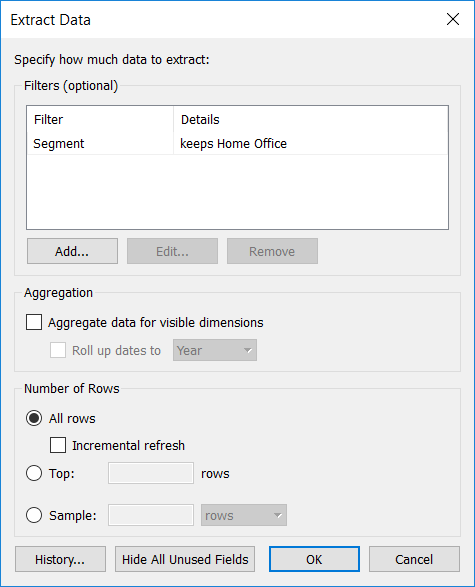 Extract Data
Specify how much data to extract:
Filters (optional)
Filter Details
Segment keeps Home Office
Add... Edit... Remove
Aggregation
Aggregate data for visible dimensions
Roll up dates to Year
Number of Rows
All rows
Incremental refresh
Top: rows
Sample: rows
History... Hide All Unused Fields OK Cancel